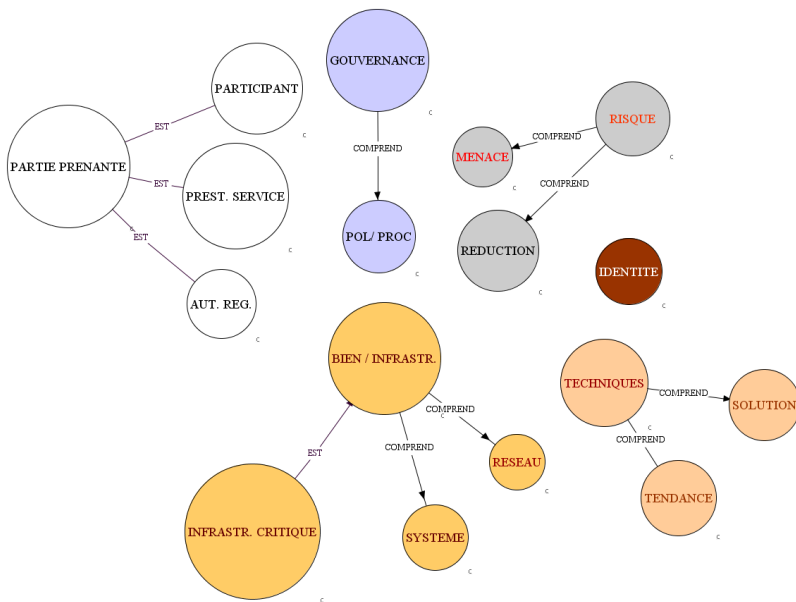 GOUVERNANCE
c
PARTICIPANT
c
EST
PARTIE PRENANTE
EST
PREST. SERVICE
c
c
EST
AUT. REG.
c
COMPREND
POL/ PROC
c
RISQUE
c
COMPREND
MENACE
c
COMPREND
REDUCTION
c
IDENTITE
c
BIEN / INFRASTR.
COMPREND
c
COMPREND
RESEAU
c
EST
INFRASTR. CRITIQUE
c
SYSTEME
c
TECHNIQUES
c
COMPREND
SOLUTION
c
COMPREND
TENDANCE
c